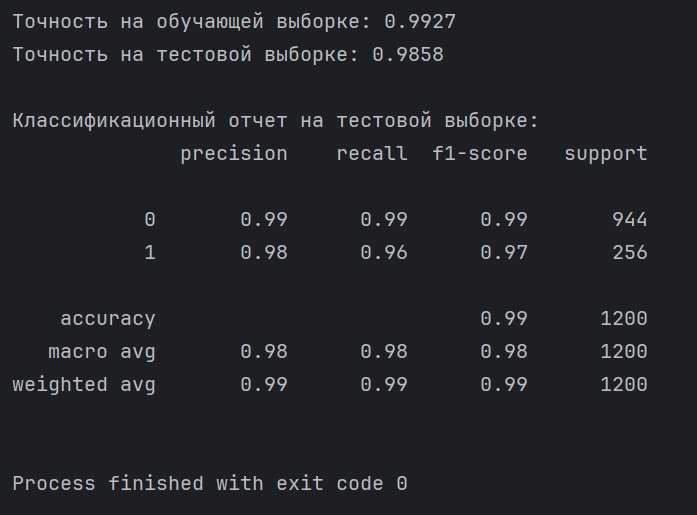 Точность на обучающей выборке: 0.9927
Точность на тестовой выборке: 0.9858
Классификационный отчет на тестовой выборке:
precision recall f1-score support
0 0.99 0.99 0.99 944
1 0.98 0.96 0.97 256
accuracy 0.99 1200
macro avg 0.98 0.98 0.98 1200
weighted avg 0.99 0.99 0.99 1200
Process finished with exit code 0